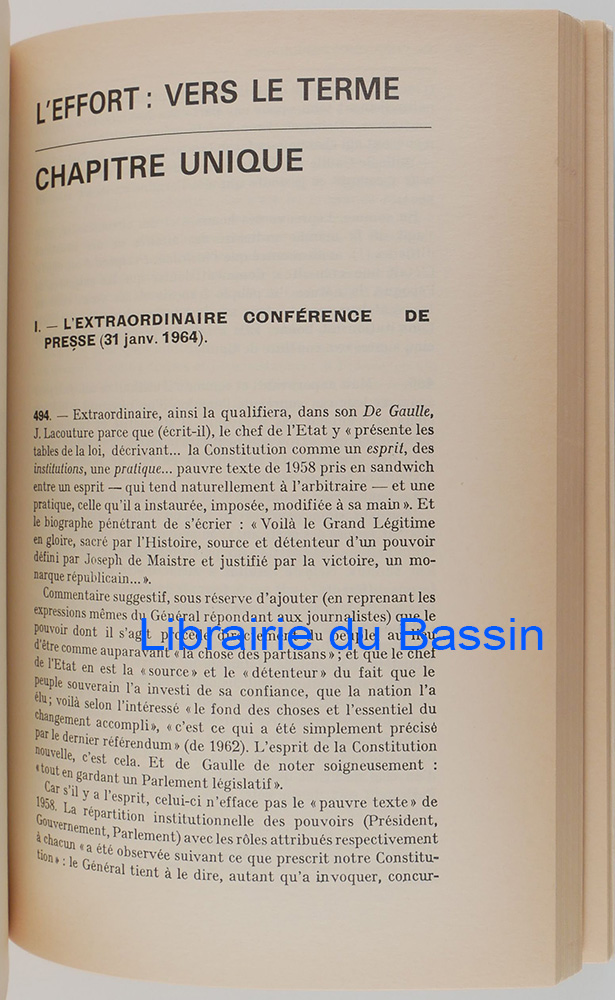 L'EFFORT : VERS LE TERME
CHAPITRE UNIQUE
I. — L'EXTRAORDINAIRE CONFÉRENCE DE
PRESSE (31 janv. 1964).
494. — Extraordinaire, ainsi la qualifiera, dans son De Gaulle,
J. Lacouture parce que (écrit-il), le chef de l'Etat y « présente les
tables de la loi, décrivant... la Constitution comme un esprit, des
institutions, une pratique... pauvre texte de 1958 pris en sandwich
entre un esprit — qui tend naturellement à l'arbitraire — et une
pratique, celle qu'il a instaurée, imposée, modifiée à sa main ». Et
le biographe pénétrant de s'écrier : « Voilà le Grand Légitime
en gloire, sacré par l'Histoire, source et détenteur d'un pouvoir
défini par Joseph de Maistre et justifié par la victoire, un mo-
narque républicain... ».
Commentaire suggestif, sous réserve d'ajouter (en reprenant les
expressions mêmes du Général répondant aux journalistes) que le
pouvoir dont il s'agit procède directement du peuple, au lieu
Librairie du Bassin
d'être comme auparavant « la chose des partisans » ; et que le chef
de l'Etat en est la « source » et le « détenteur » du fait que le
peuple souverain l'a investi de sa confiance, que la nation l'a
élu ; voilà selon l'intéressé « le fond des choses et l'essentiel du
changement accompli », « c'est ce qui a été simplement précisé
par le dernier référendum » (de 1962). L'esprit de la Constitution
nouvelle, c'est cela. Et de Gaulle de noter soigneusement :
« tout en gardant un Parlement législatif ».
Car s'il y a l'esprit, celui-ci n'efface pas le « pauvre texte » de
1958. La répartition institutionnelle des pouvoirs (Président,
Gouvernement, Parlement) avec les rôles attribués respectivement
à chacun « a été observée suivant ce que prescrit notre Constitu-
tion » : le Général tient à le dire, autant qu'a invoquer, concur-